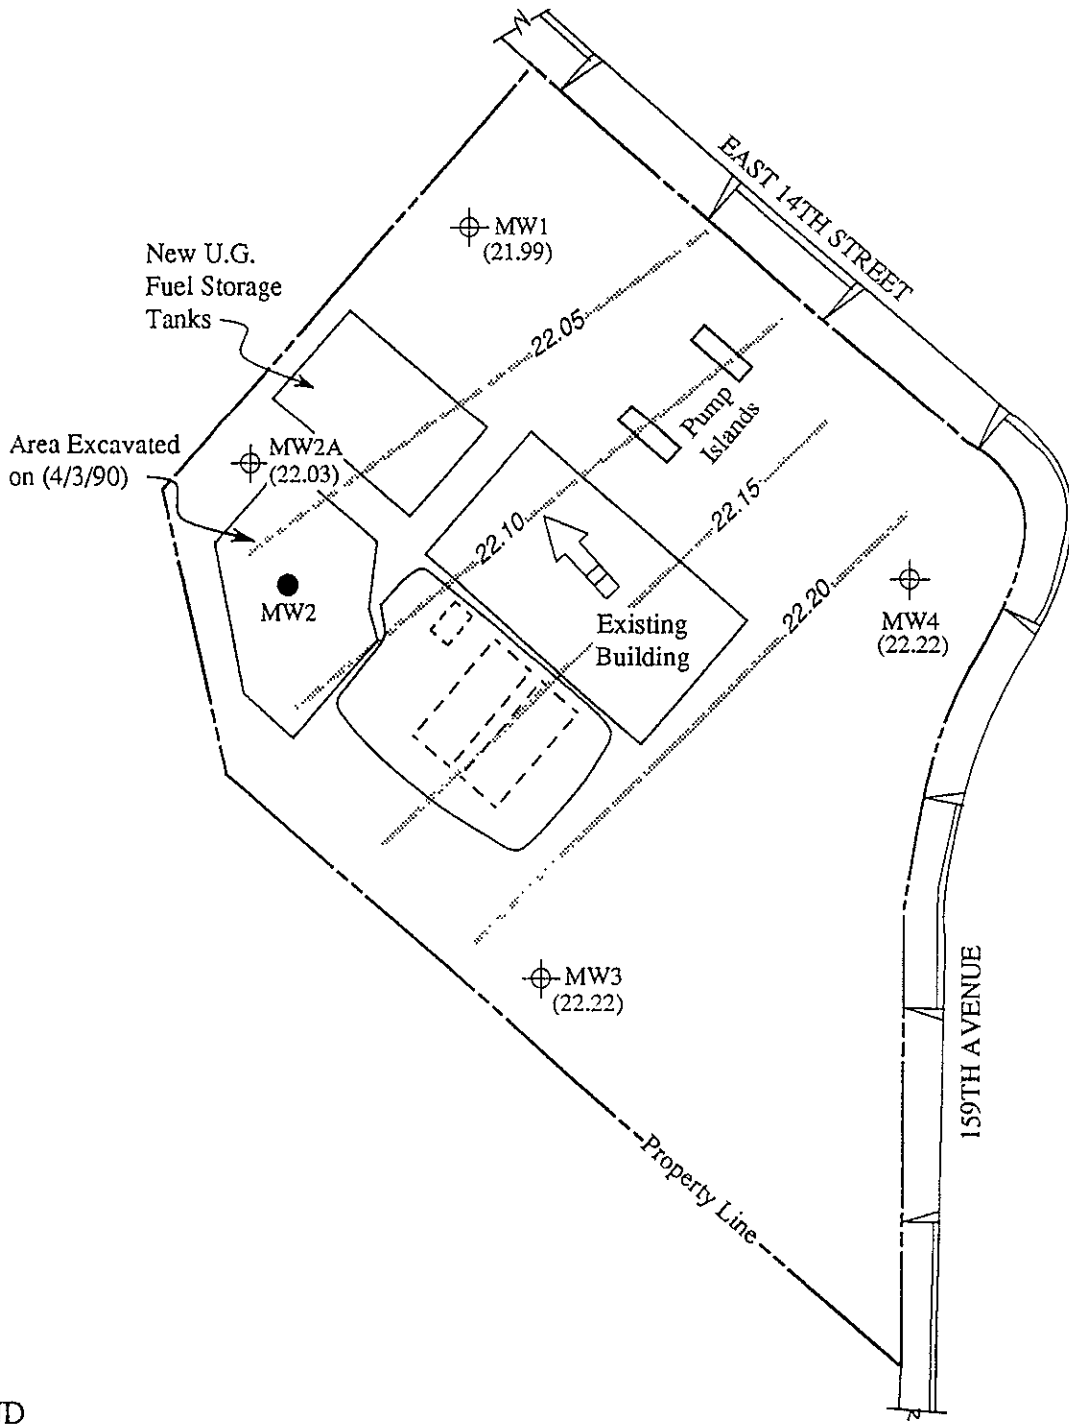 EAST 14TH STREET
MW1
(21.99)
New U.G.
Fuel Storage
Tanks
22.05
Pump
Islands
Area Excavated
on (4/3/90)
MW2A
(22.03)
22.10
22.15
22.20
MW2
Existing
Building
MW4
(22.22)
MW3
(22.22)
159TH AVENUE
Property Line